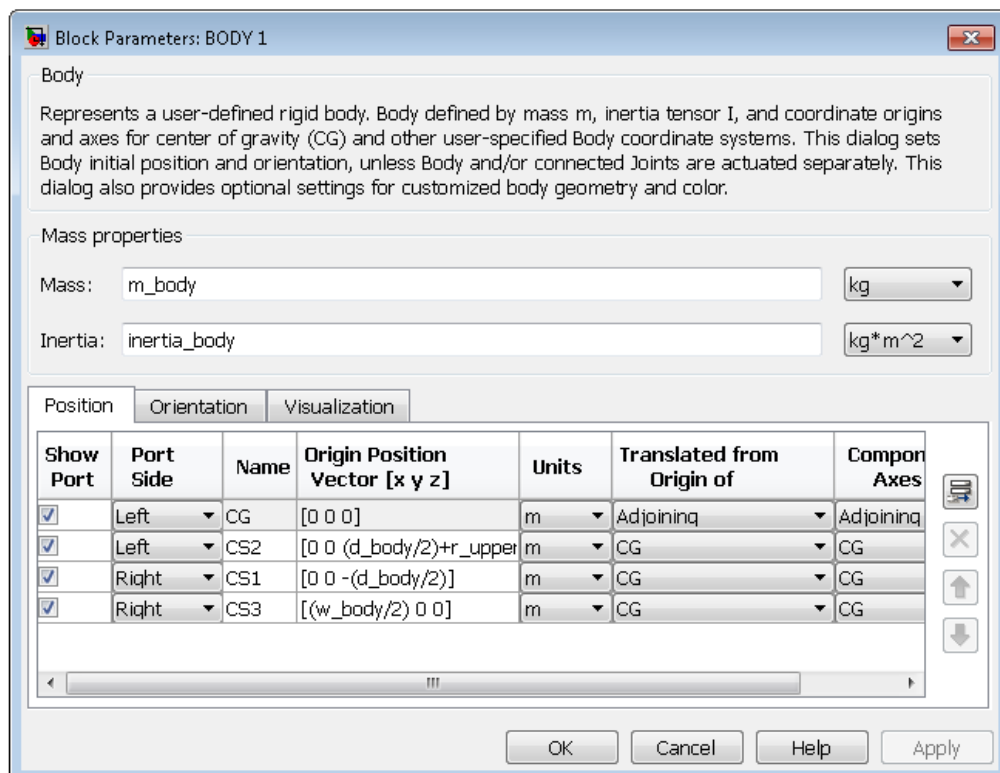 Block Parameters: BODY 1
Body
Represents a user-defined rigid body. Body defined by mass m, inertia tensor I, and coordinate origins
and axes for center of gravity (CG) and other user-specified Body coordinate systems. This dialog sets
Body initial position and orientation, unless Body and/or connected Joints are actuated separately. This
dialog also provides optional settings for customized body geometry and color.
Mass properties
Mass: m_body kg
Inertia: inertia_body kg*m^2
Position Orientation Visualization
Show Port Port Side Name Origin Position Vector [x y z] Units Translated from Origin of Compon Axes
Left CG [0 0 0] m Adjoining Adjoining
Left CS2 [0 0 (d_body/2)+r_upper m CG CG
Right CS1 [0 0 -(d_body/2)] m CG CG
Right CS3 [(w_body/2) 0 0] m CG CG
OK Cancel Help Apply